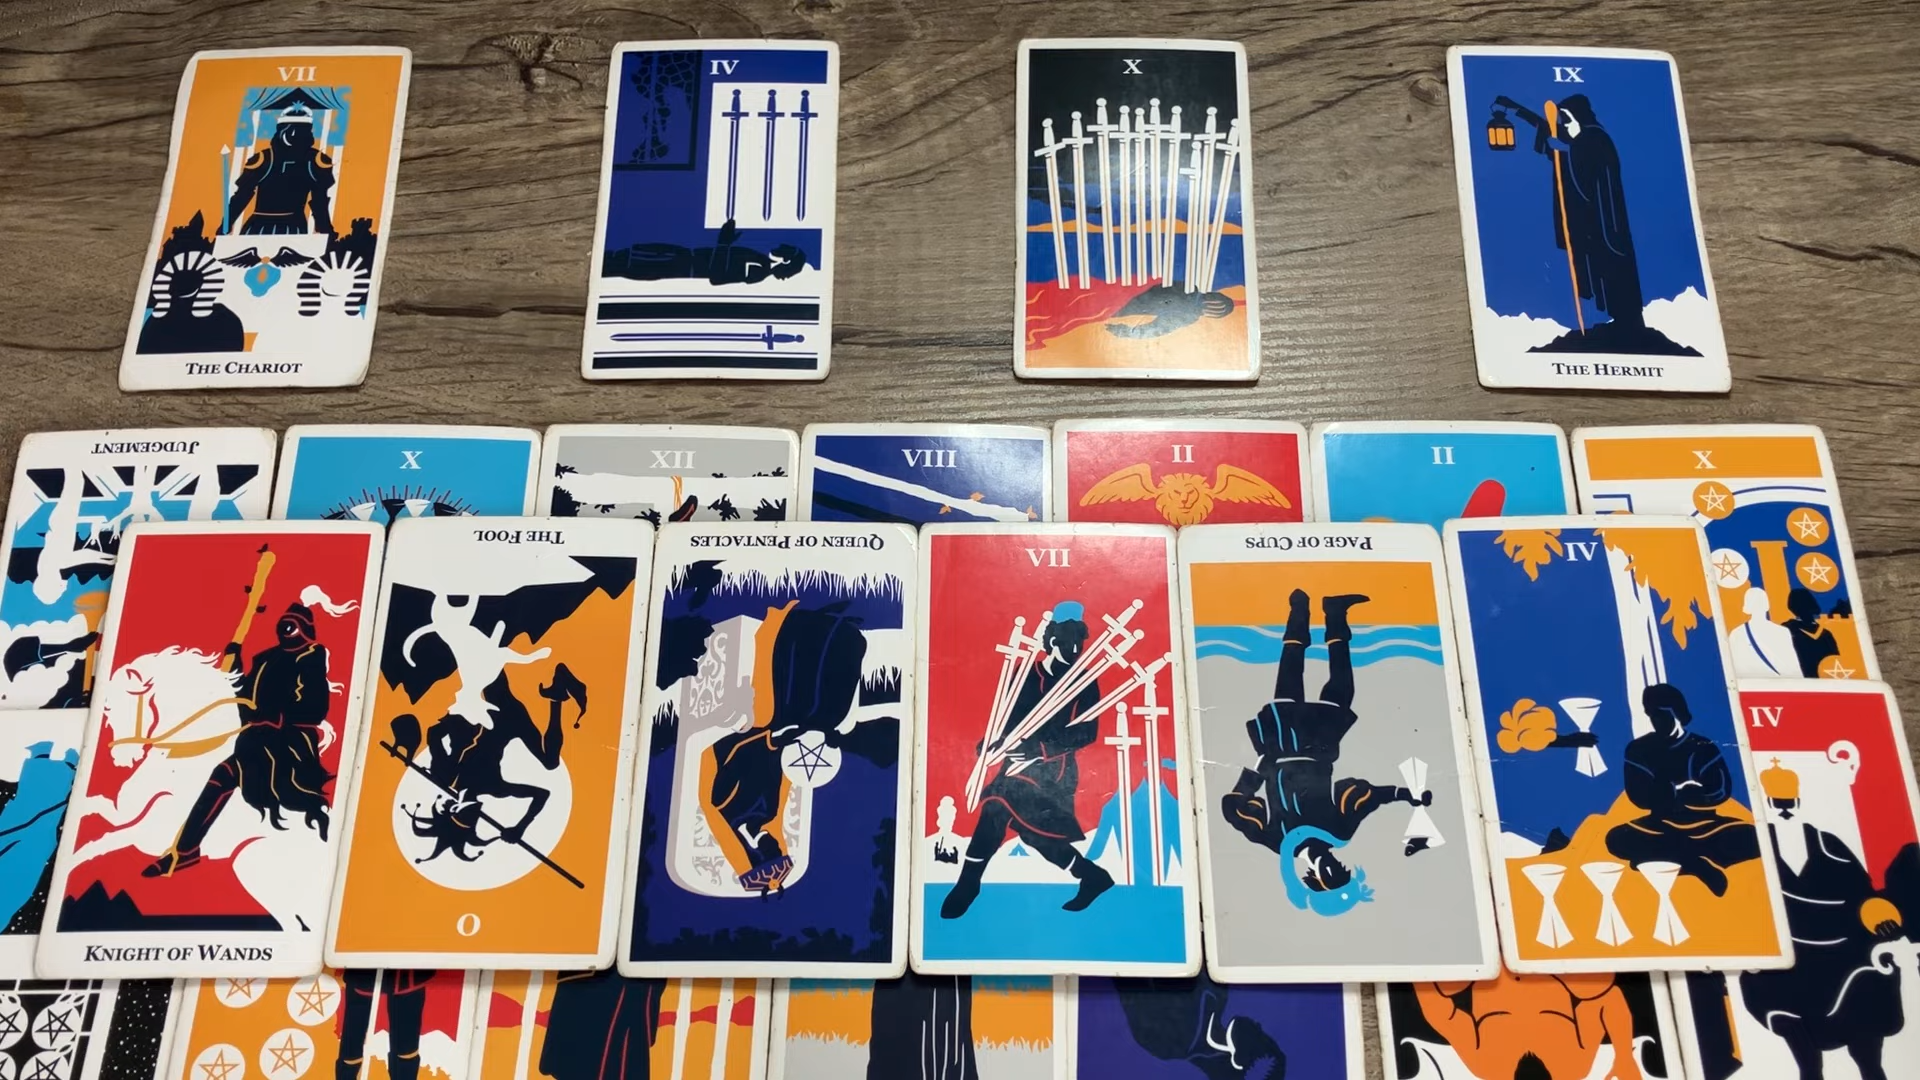 VII
THE CHARIOT
IV
X
IX
THE HERMIT
JUDGEMENT
X
XII
VIII
II
II
X
KNIGHT OF WANDS
THE FOOL
0
QUEEN OF PENTACLES
VII
PAGE OF CUPS
IV
IV